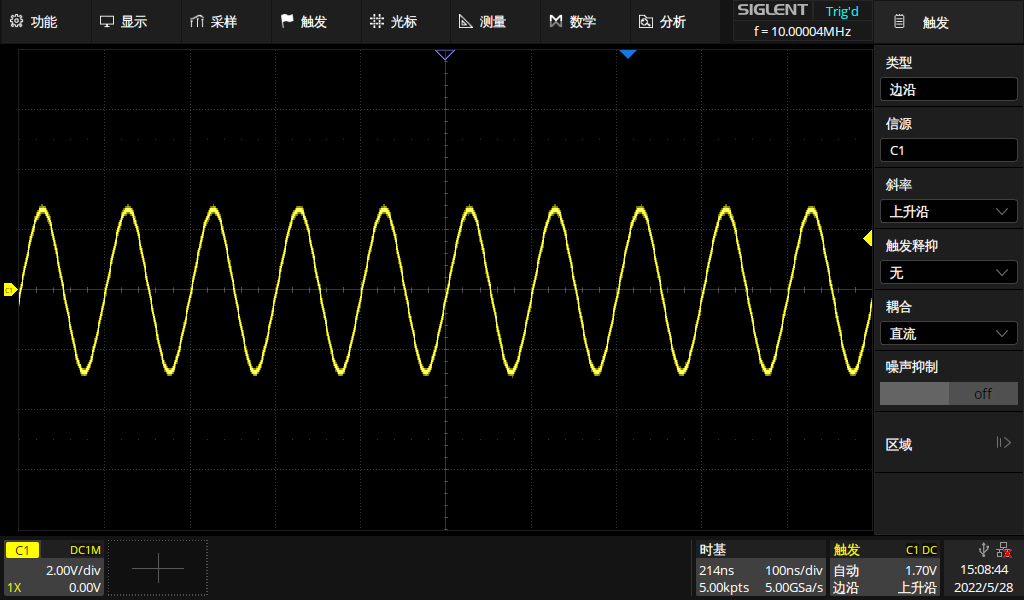 功能 显示 采样 触发 光标 测量 数学 分析
SIGLENT Trig'd
f = 10.00004MHz
触发
类型
边沿
信源
C1
斜率
上升沿
触发释抑
无
耦合
直流
噪声抑制
off
区域
C1
C1 DC1M
2.00V/div
1X 0.00V
时基
214ns 100ns/div
5.00kpts 5.00GSa/s
触发 C1 DC
自动 1.70V
边沿 上升沿
15:08:44
2022/5/28